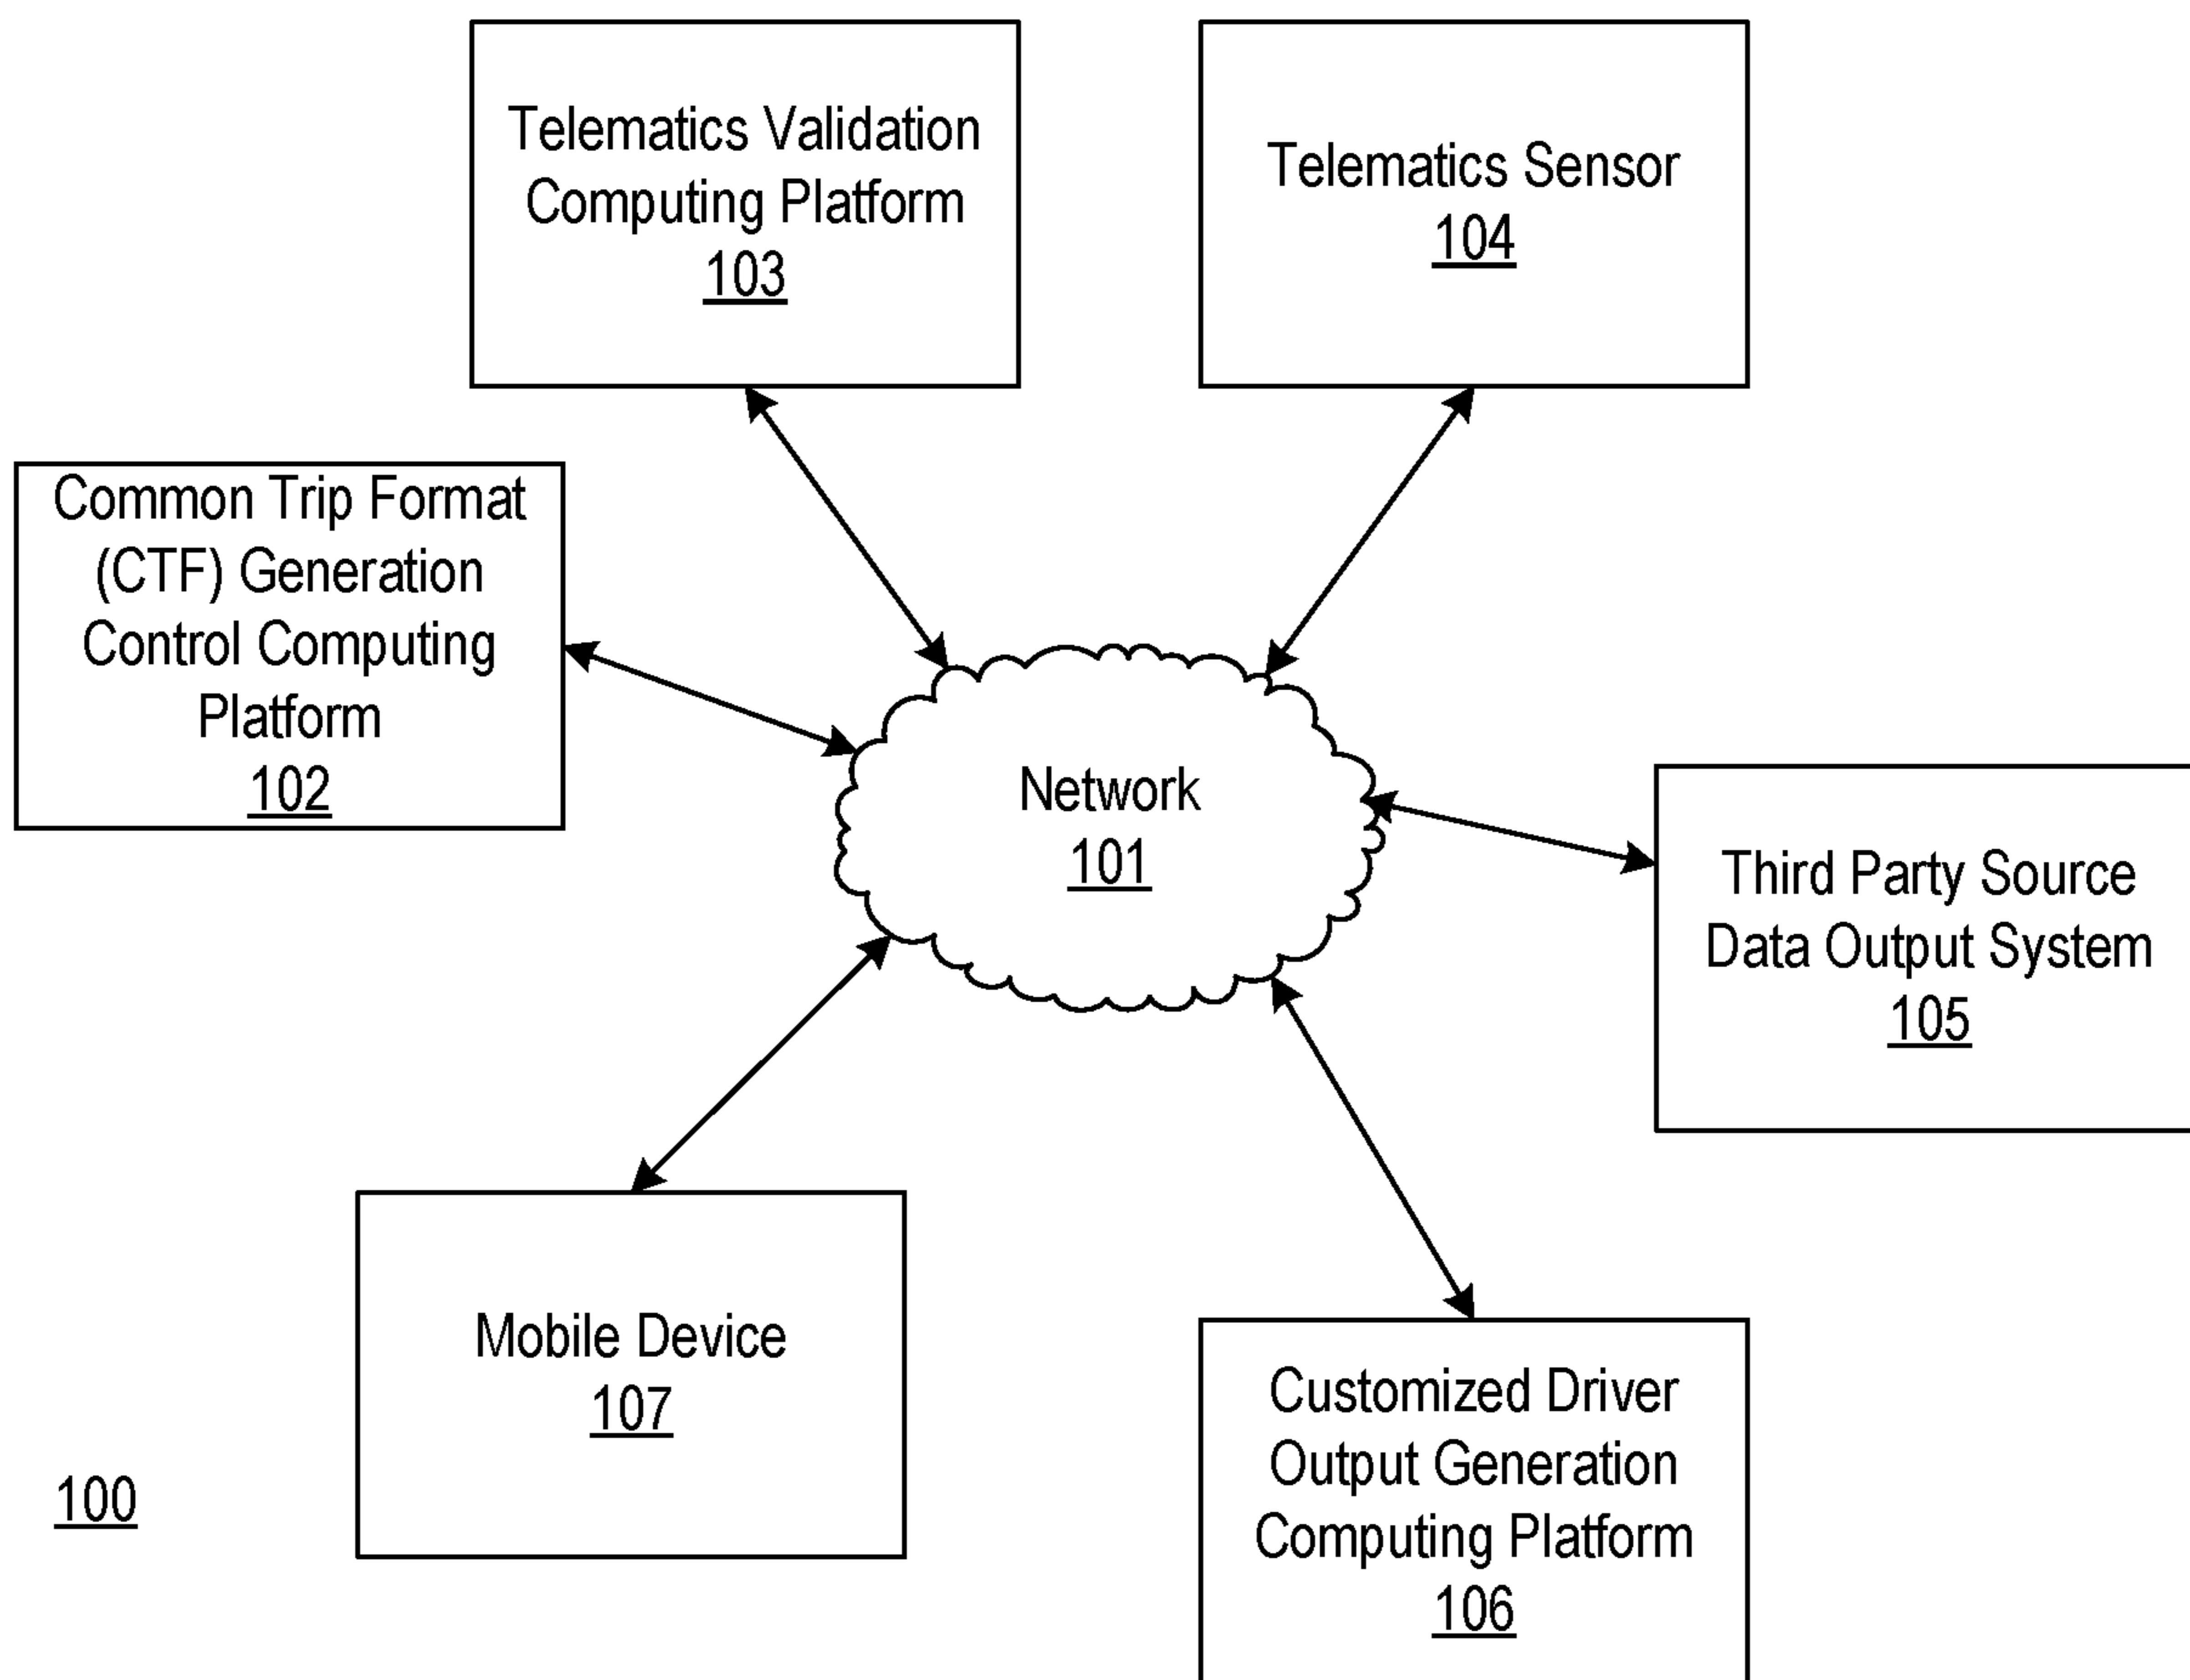 Telematics Validation
Computing Platform
103
Telematics Sensor
104
Common Trip Format
(CTF) Generation
Control Computing
Platform
102
Network
101
Third Party Source
Data Output System
105
Mobile Device
107
Customized Driver
Output Generation
Computing Platform
106
100